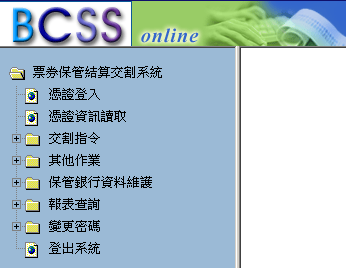 BCSS online
票券保管結算交割系統
憑證登入
憑證資訊讀取
交割指令
其他作業
保管銀行資料維護
報表查詢
變更密碼
登出系統